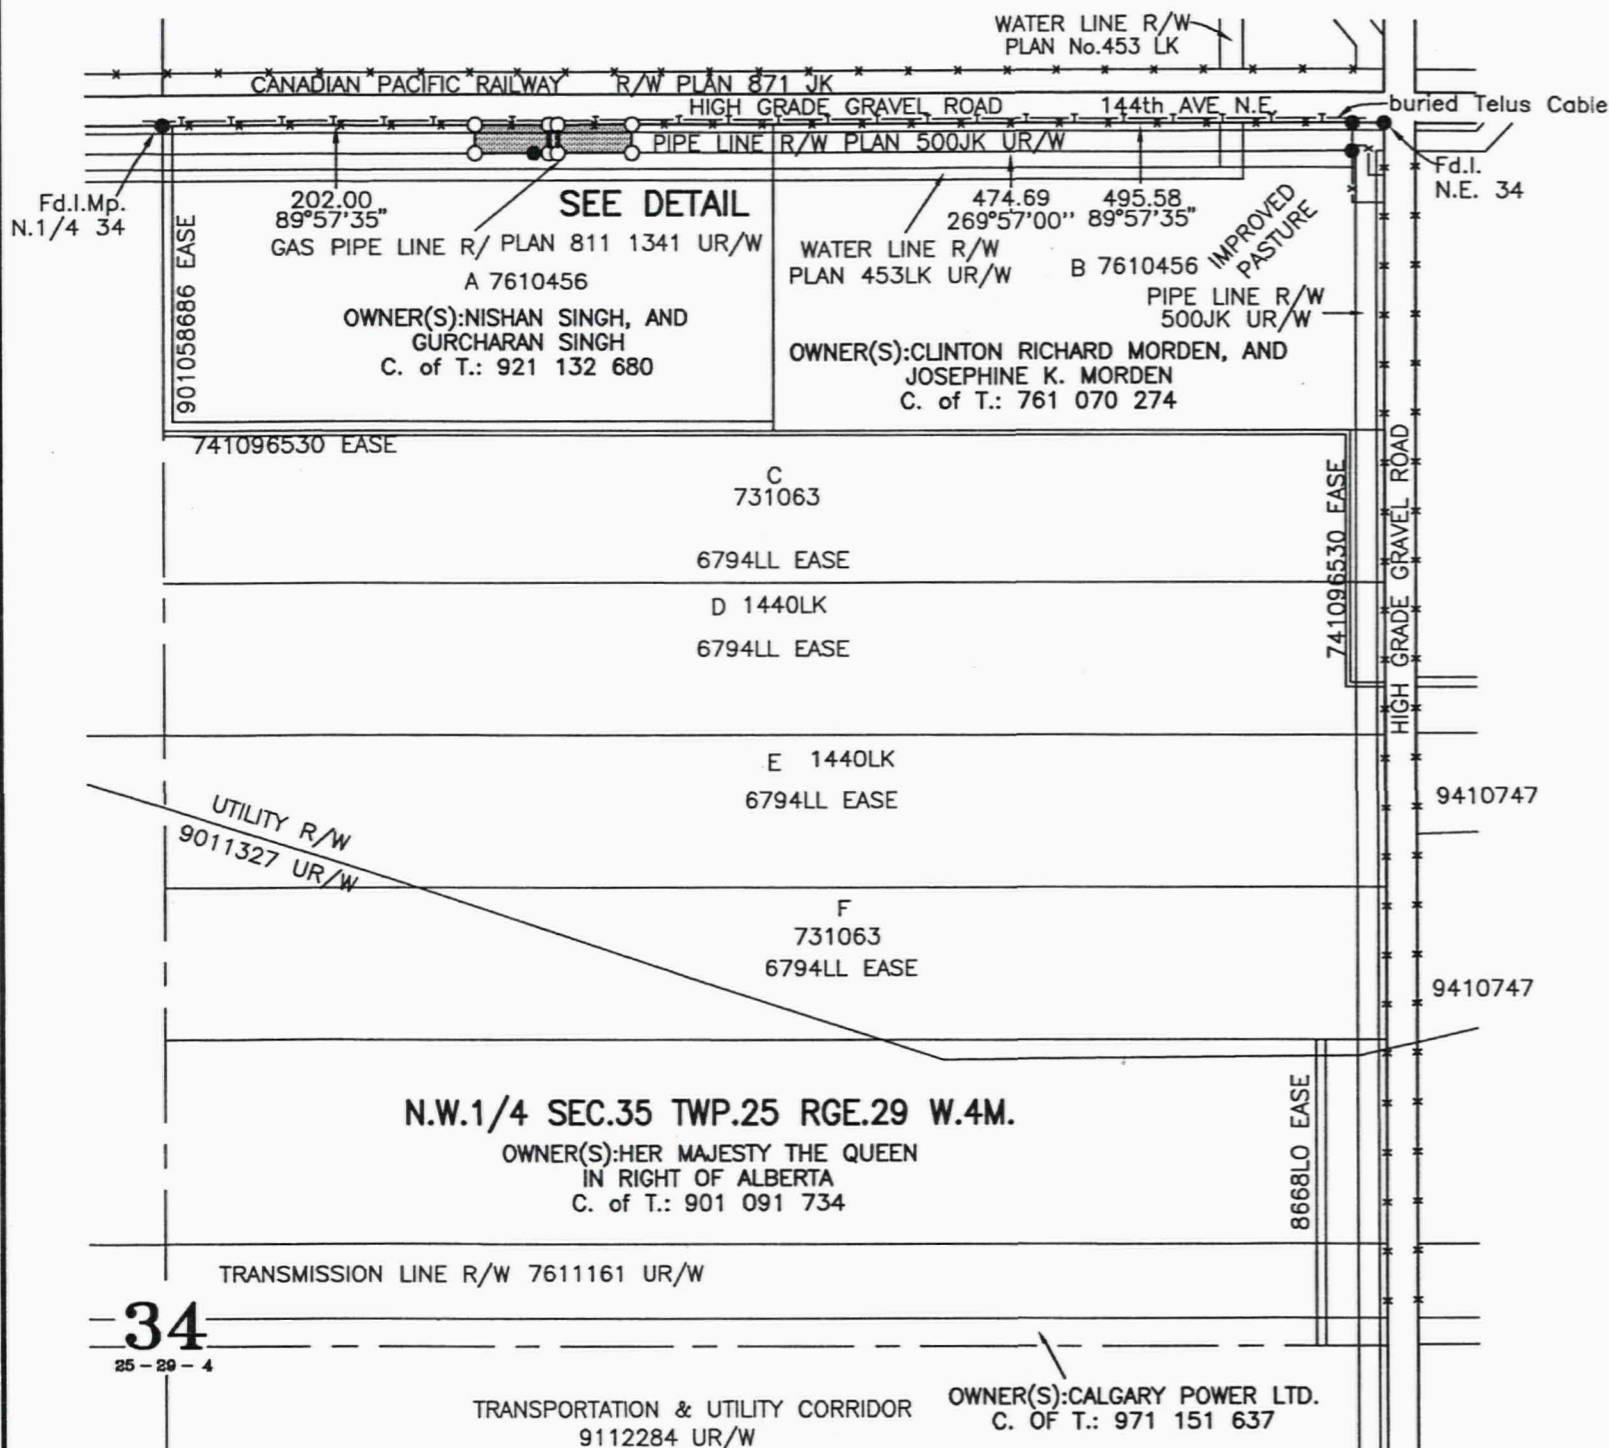 WATER LINE R/W
PLAN No.453 LK
CANADIAN PACIFIC RAILWAY R/W PLAN 871 JK
HIGH GRADE GRAVEL ROAD 144th AVE N.E.
buried Telus Cable
PIPE LINE R/W PLAN 500JK UR/W
Fd.I.Mp.
N.1/4 34
202.00
89°57'35"
SEE DETAIL
474.69
269°57'00''
495.58
89°57'35"
Fd.I.
N.E. 34
GAS PIPE LINE R/ PLAN 811 1341 UR/W
WATER LINE R/W
PLAN 453LK UR/W
IMPROVED
PASTURE
A 7610456
B 7610456
PIPE LINE R/W
500JK UR/W
901058686 EASE
OWNER(S):NISHAN SINGH, AND
GURCHARAN SINGH
C. of T.: 921 132 680
OWNER(S):CLINTON RICHARD MORDEN, AND
JOSEPHINE K. MORDEN
C. of T.: 761 070 274
741096530 EASE
C
731063
6794LL EASE
741096530 EASE
HIGH GRADE GRAVEL ROAD
D 1440LK
6794LL EASE
E 1440LK
6794LL EASE
9410747
UTILITY R/W
9011327 UR/W
F
731063
6794LL EASE
9410747
N.W.1/4 SEC.35 TWP.25 RGE.29 W.4M.
OWNER(S):HER MAJESTY THE QUEEN
IN RIGHT OF ALBERTA
C. of T.: 901 091 734
8668LO EASE
TRANSMISSION LINE R/W 7611161 UR/W
34
25-29-4
OWNER(S):CALGARY POWER LTD.
C. OF T.: 971 151 637
TRANSPORTATION & UTILITY CORRIDOR
9112284 UR/W